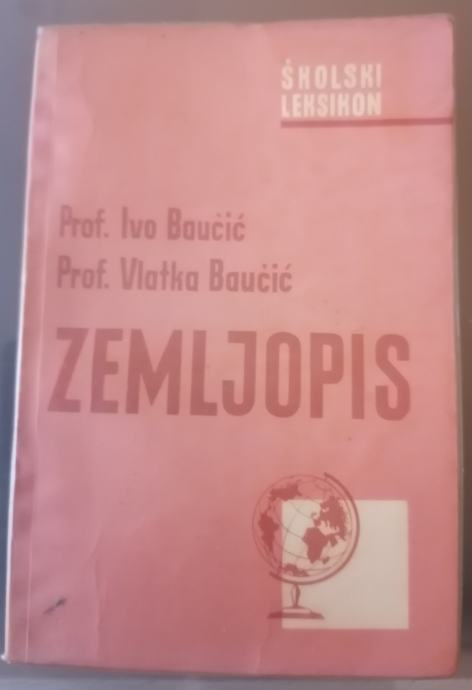 ŠKOLSKI
LEKSIKON
Prof. Ivo Baučić
Prof. Vlatka Baučić
ZEMLJOPIS